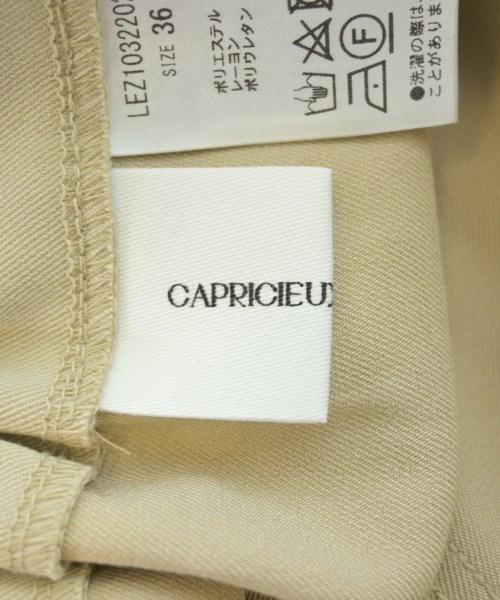 LEZ1032202
SIZE 36
ポリエステル
レーヨン
ポリウレタン
F
●洗濯の際は
ことがありま
CAPRICIEUX